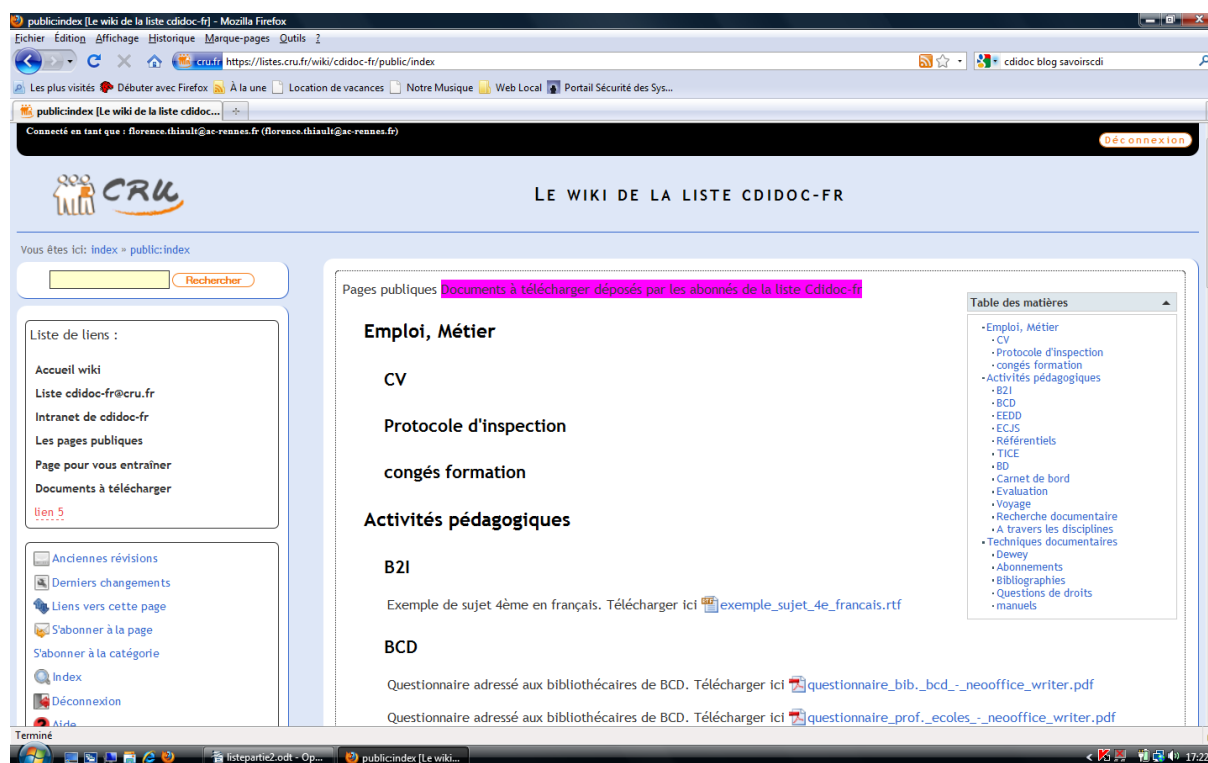 public:index [Le wiki de la liste cdidoc-fr] - Mozilla Firefox
Fichier Édition Affichage Historique Marque-pages Outils ?
cru.fr https://listes.cru.fr/wiki/cdidoc-fr/public/index
cdidoc blog savoirscdi
Les plus visités Débuter avec Firefox À la une Location de vacances Notre Musique Web Local Portail Sécurité des Sys...
public:index [Le wiki de la liste cdidoc...
Connecté en tant que : florence.thiault@ac-rennes.fr (florence.thiault@ac-rennes.fr)
Déconnexion
CRU
Le wiki de la liste cdidoc-fr
Vous êtes ici: index » public:index
Rechercher
Liste de liens :
Accueil wiki
Liste cdidoc-fr@cru.fr
Intranet de cdidoc-fr
Les pages publiques
Page pour vous entraîner
Documents à télécharger
lien 5
Anciennes révisions
Derniers changements
Liens vers cette page
S'abonner à la page
S'abonner à la catégorie
Index
Déconnexion
Aide
Pages publiques Documents à télécharger déposés par les abonnés de la liste Cdidoc-fr
Emploi, Métier
CV
Protocole d'inspection
congés formation
Activités pédagogiques
B2I
Exemple de sujet 4ème en français. Télécharger ici exemple_sujet_4e_francais.rtf
BCD
Questionnaire adressé aux bibliothécaires de BCD. Télécharger ici questionnaire_bib._bcd_-_neooffice_writer.pdf
Questionnaire adressé aux bibliothécaires de BCD. Télécharger ici questionnaire_prof._ecoles_-_neooffice_writer.pdf
Table des matières
Emploi, Métier
CV
Protocole d'inspection
congés formation
Activités pédagogiques
B2I
BCD
EEDD
ECJS
Référentiels
TICE
BD
Carnet de bord
Evaluation
Voyage
Recherche documentaire
A travers les disciplines
Techniques documentaires
Dewey
Abonnements
Bibliographies
Questions de droits
manuels
Terminé
listepartie2.odt - Op...
public:index [Le wiki...
17:22